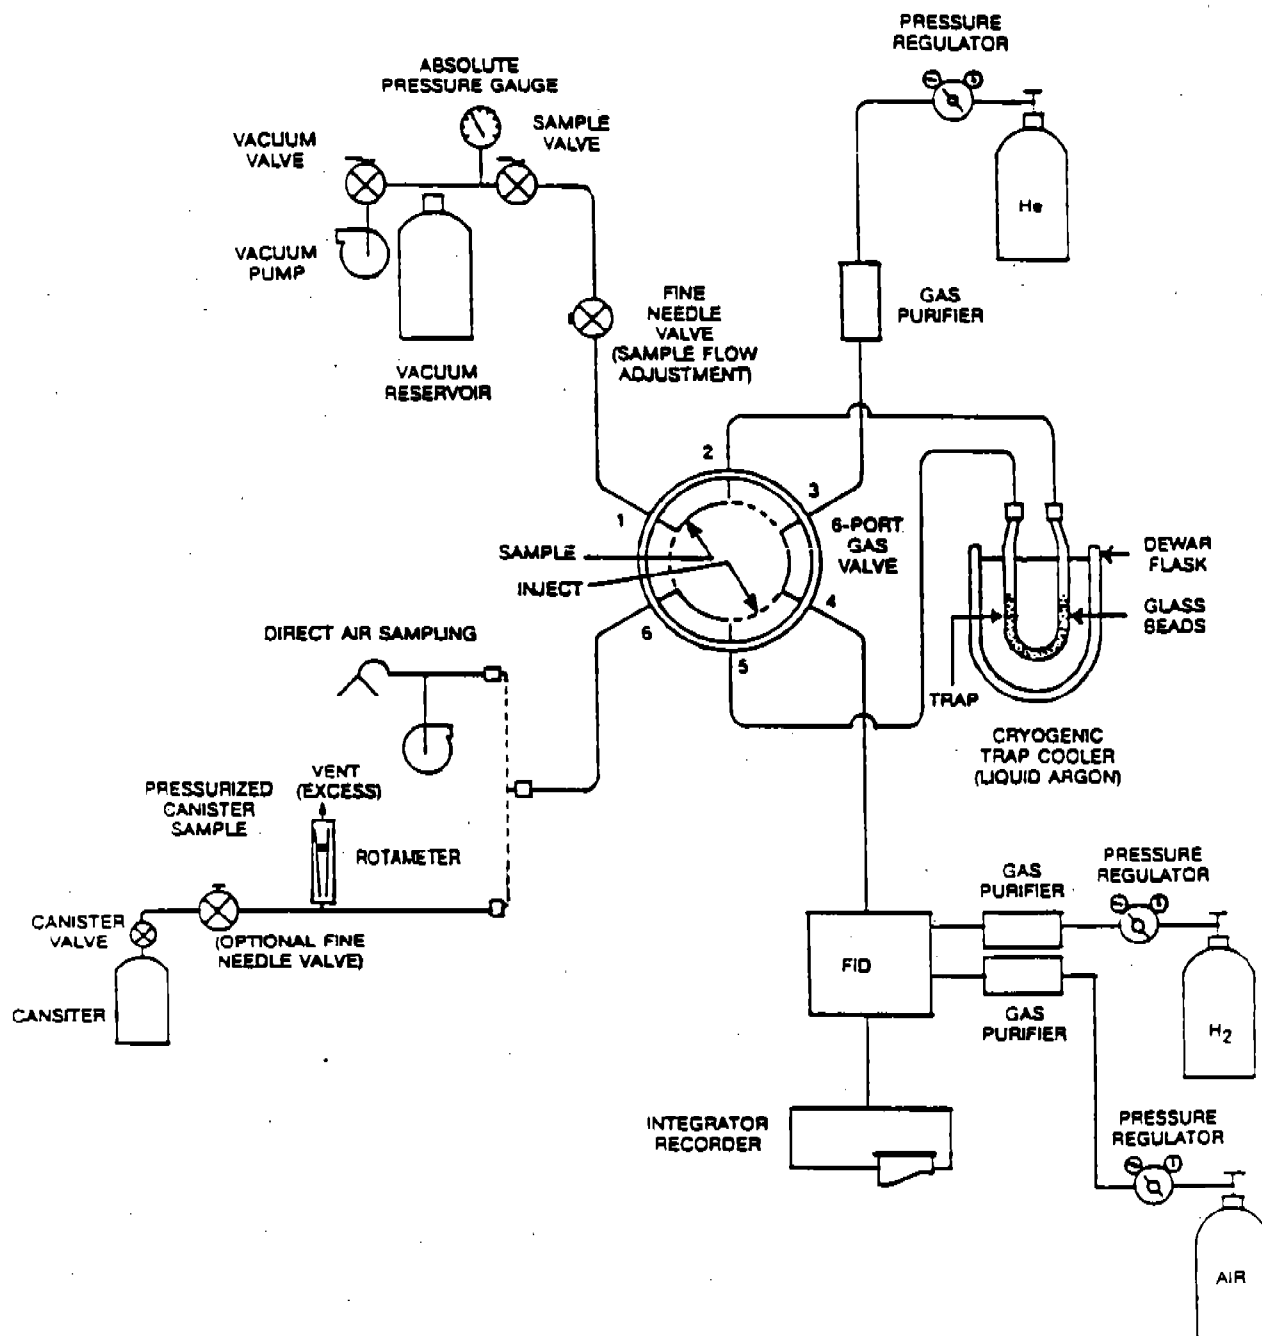 PRESSURE
REGULATOR
ABSOLUTE
PRESSURE GAUGE
VACUUM
VALVE
SAMPLE
VALVE
He
VACUUM
PUMP
FINE
NEEDLE
VALVE
(SAMPLE FLOW
ADJUSTMENT)
GAS
PURIFIER
VACUUM
RESERVOIR
2
3
1
6-PORT
GAS
VALVE
SAMPLE
INJECT
DEWAR
FLASK
4
GLASS
BEADS
6
5
DIRECT AIR SAMPLING
TRAP
CRYOGENIC
TRAP COOLER
(LIQUID ARGON)
VENT
(EXCESS)
PRESSURIZED
CANISTER
SAMPLE
ROTAMETER
CANISTER
VALVE
(OPTIONAL FINE
NEEDLE VALVE)
CANSITER
GAS
PURIFIER
PRESSURE
REGULATOR
FID
GAS
PURIFIER
H2
INTEGRATOR
RECORDER
PRESSURE
REGULATOR
AIR